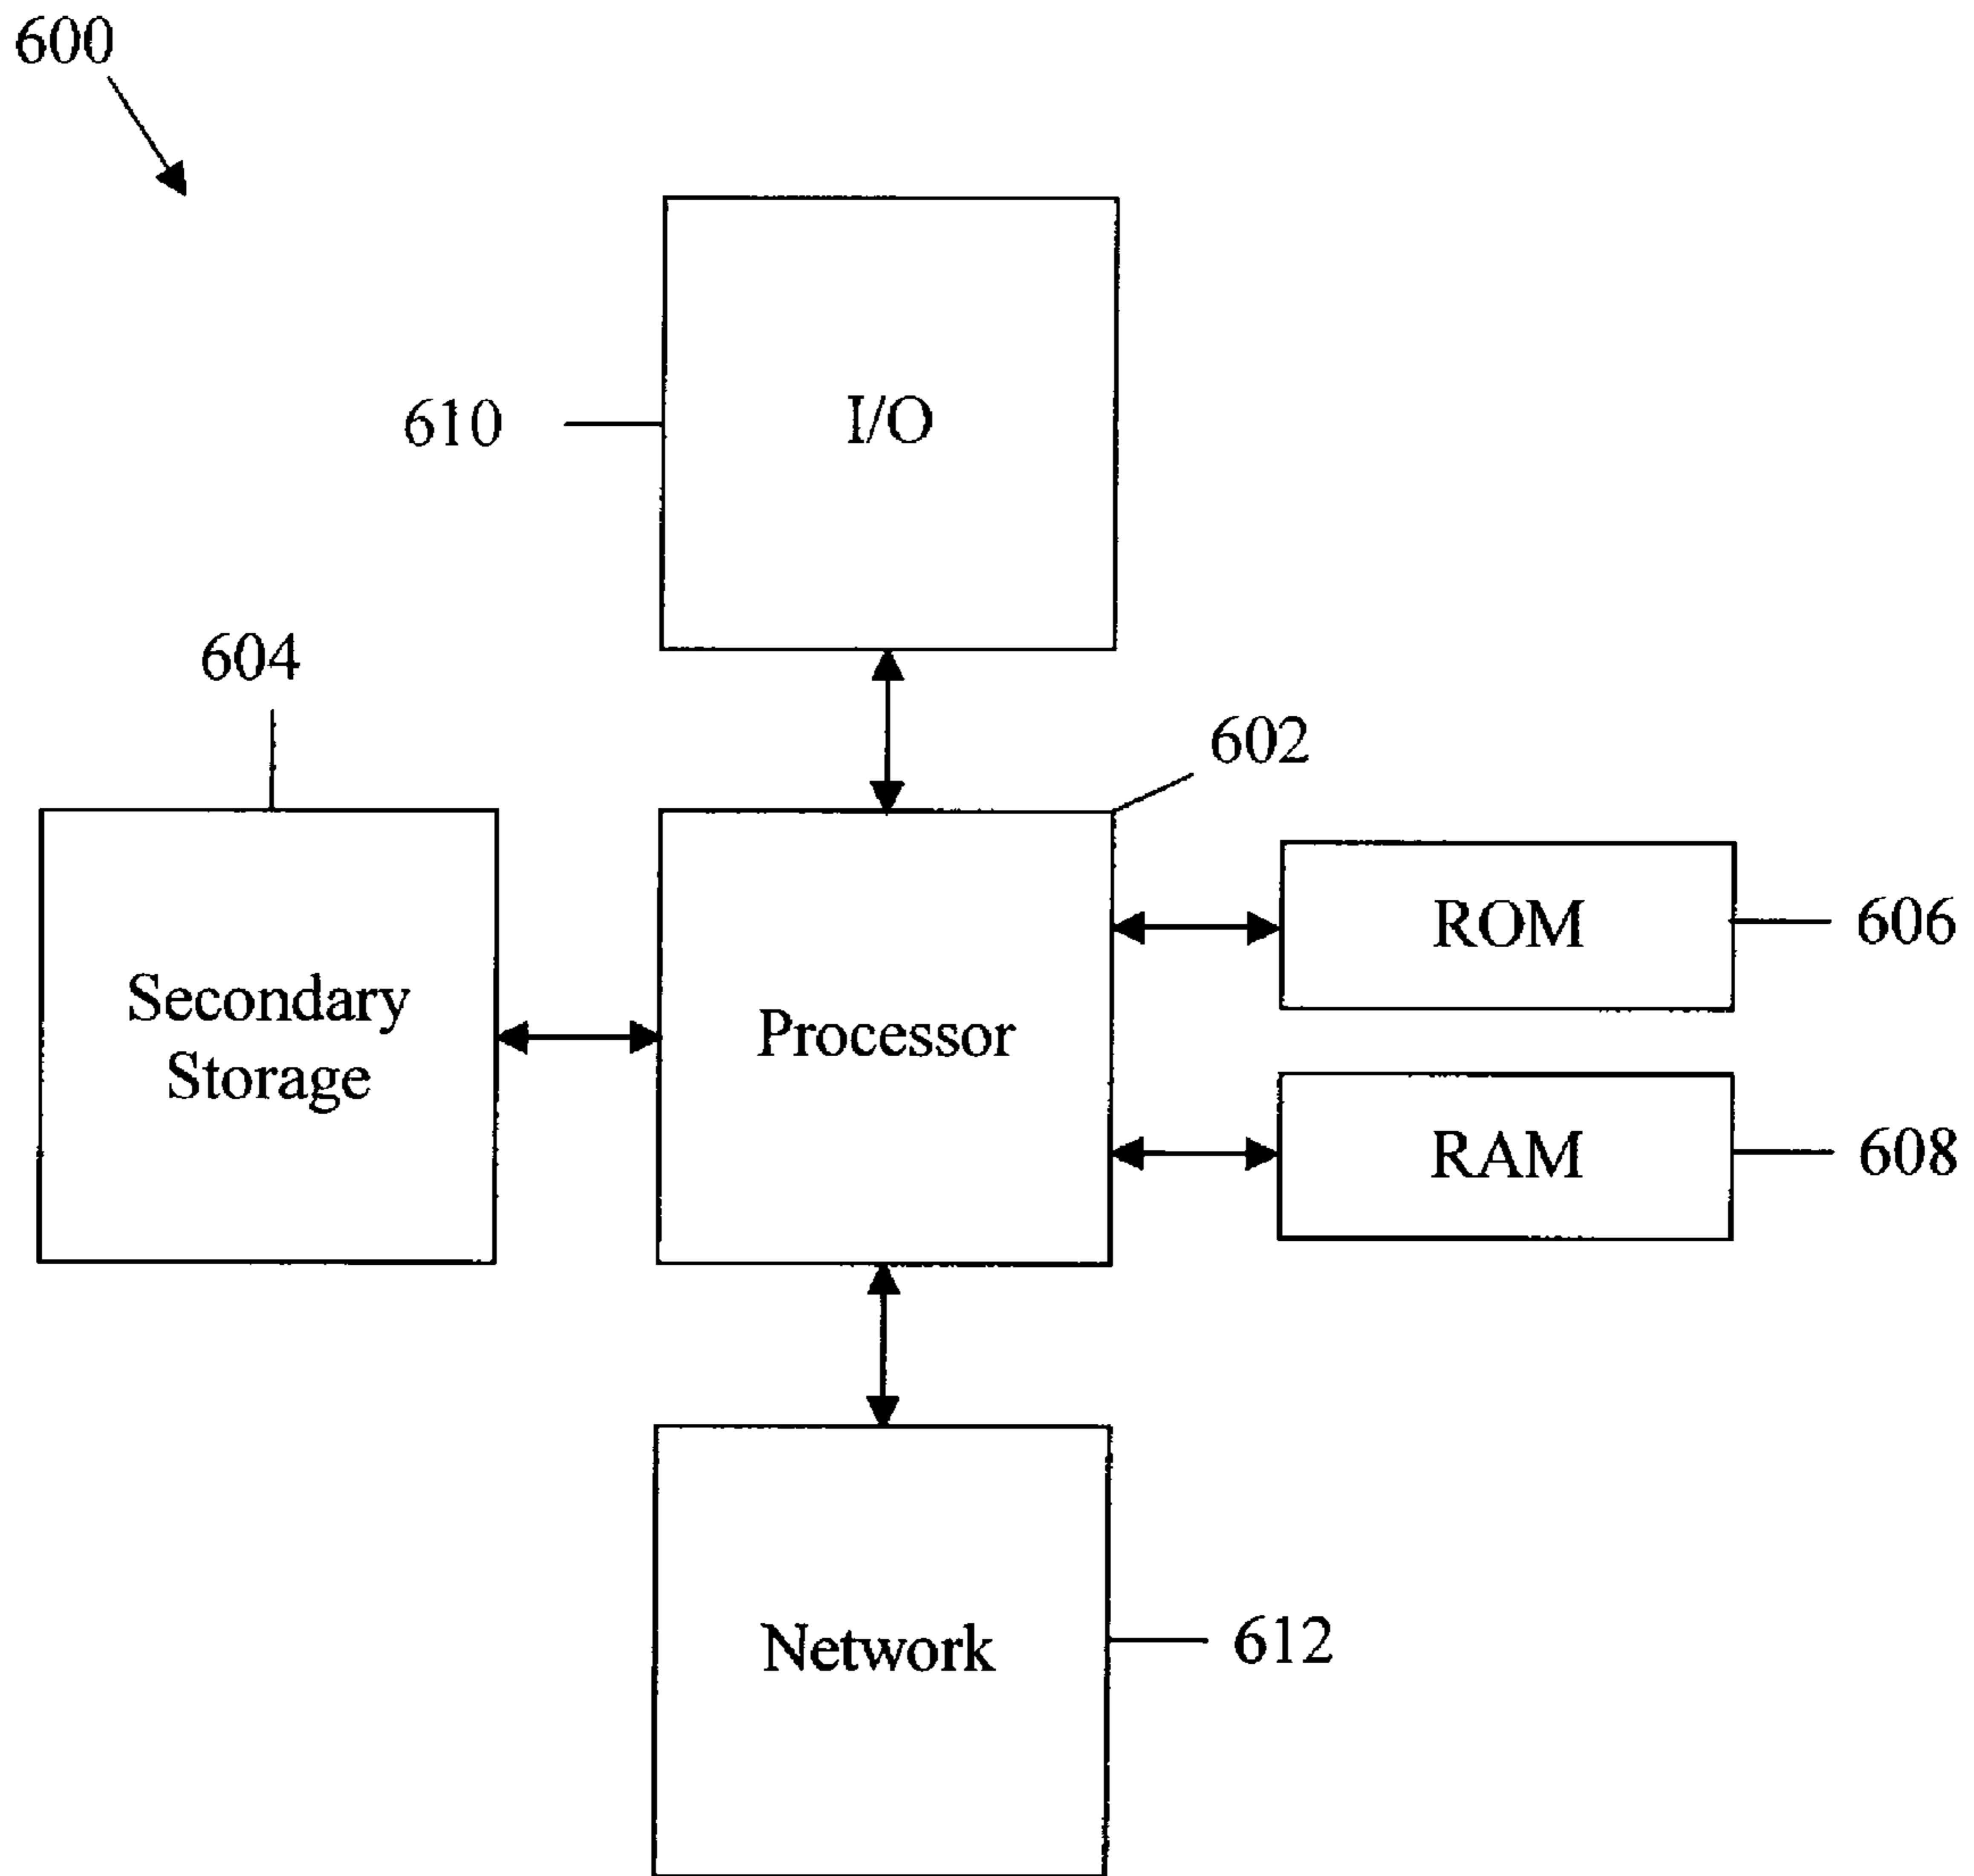 600
I/O
610
604
602
ROM
606
Secondary
Storage
Processor
RAM
608
Network
612